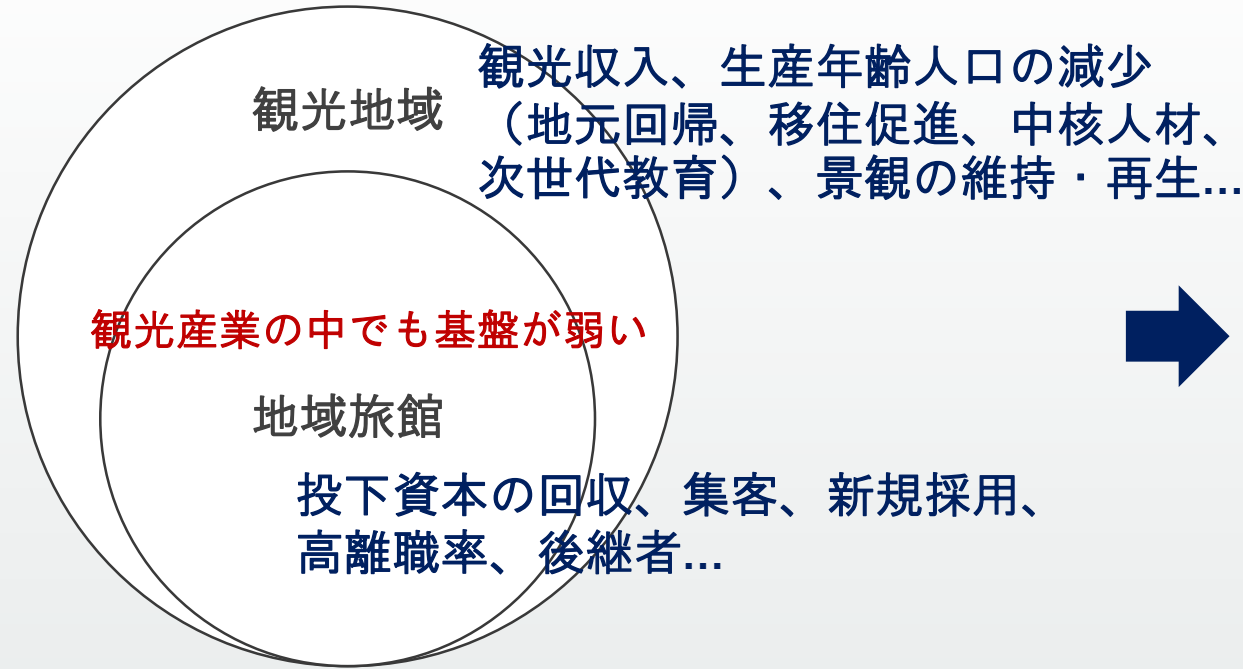 観光地域
観光収入、生産年齢人口の減少
（地元回帰、移住促進、中核人材、
次世代教育）、景観の維持・再生...
観光産業の中でも基盤が弱い
地域旅館
投下資本の回収、集客、新規採用、
高離職率、後継者...